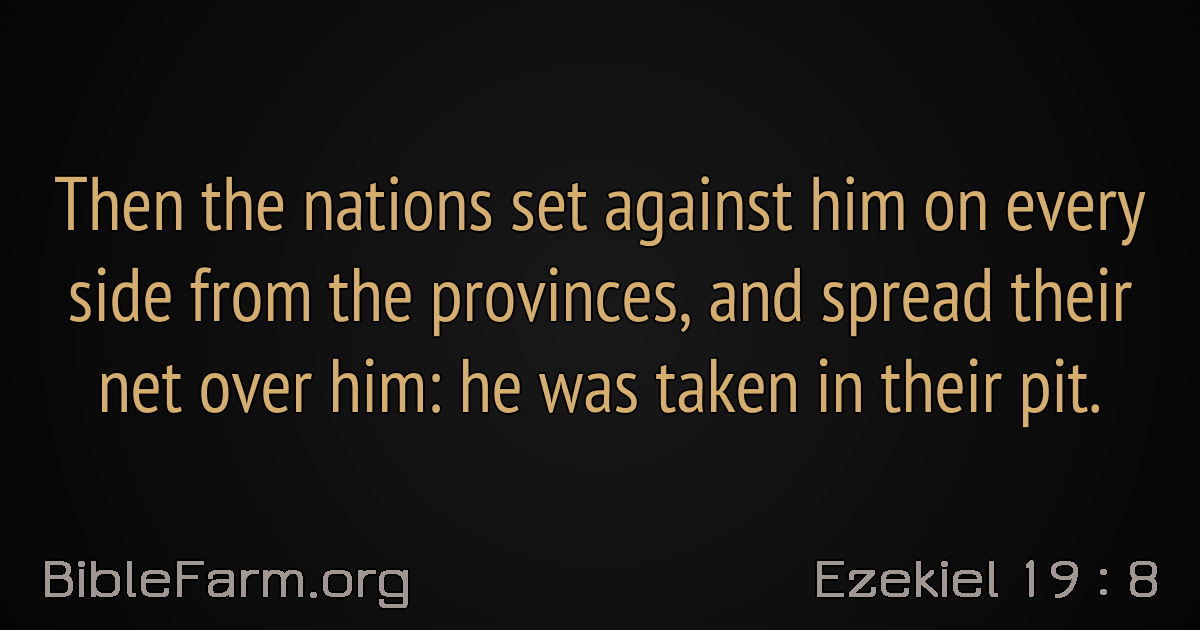 Then the nations set against him on every
side from the provinces, and spread their
net over him: he was taken in their pit.
BibleFarm.org
Ezekiel 19 : 8